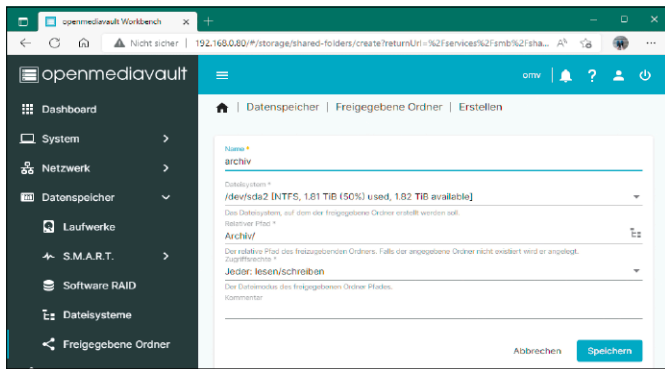 openmediavault Workbench
Nicht sicher | 192.168.0.80/#/storage/shared-folders/create?returnUrl=%2Fservices%2Fsmb%2Fsha...
openmediavault
omv
Dashboard
System
Netzwerk
Datenspeicher
Laufwerke
S.M.A.R.T.
Software RAID
Dateisysteme
Freigegebene Ordner
| Datenspeicher | Freigegebene Ordner | Erstellen
Name *
archiv
Dateisystem *
/dev/sda2 [NTFS, 1.81 TiB (50%) used, 1.82 TiB available]
Das Dateisystem, auf dem der freigegebene Ordner erstellt werden soll.
Relativer Pfad *
Archiv/
Der relative Pfad des freizugebenden Ordners. Falls der angegebene Ordner nicht existiert wird er angelegt.
Zugriffsrechte *
Jeder: lesen/schreiben
Der Dateimodus des freigegebenen Ordner Pfades.
Kommentar
Abbrechen
Speichern